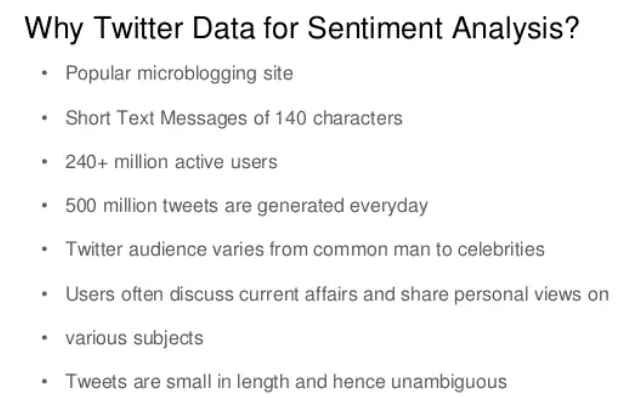 Why Twitter Data for Sentiment Analysis?
• Popular microblogging site
• Short Text Messages of 140 characters
• 240+ million active users
• 500 million tweets are generated everyday
• Twitter audience varies from common man to celebrities
• Users often discuss current affairs and share personal views on
• various subjects
• Tweets are small in length and hence unambiguous